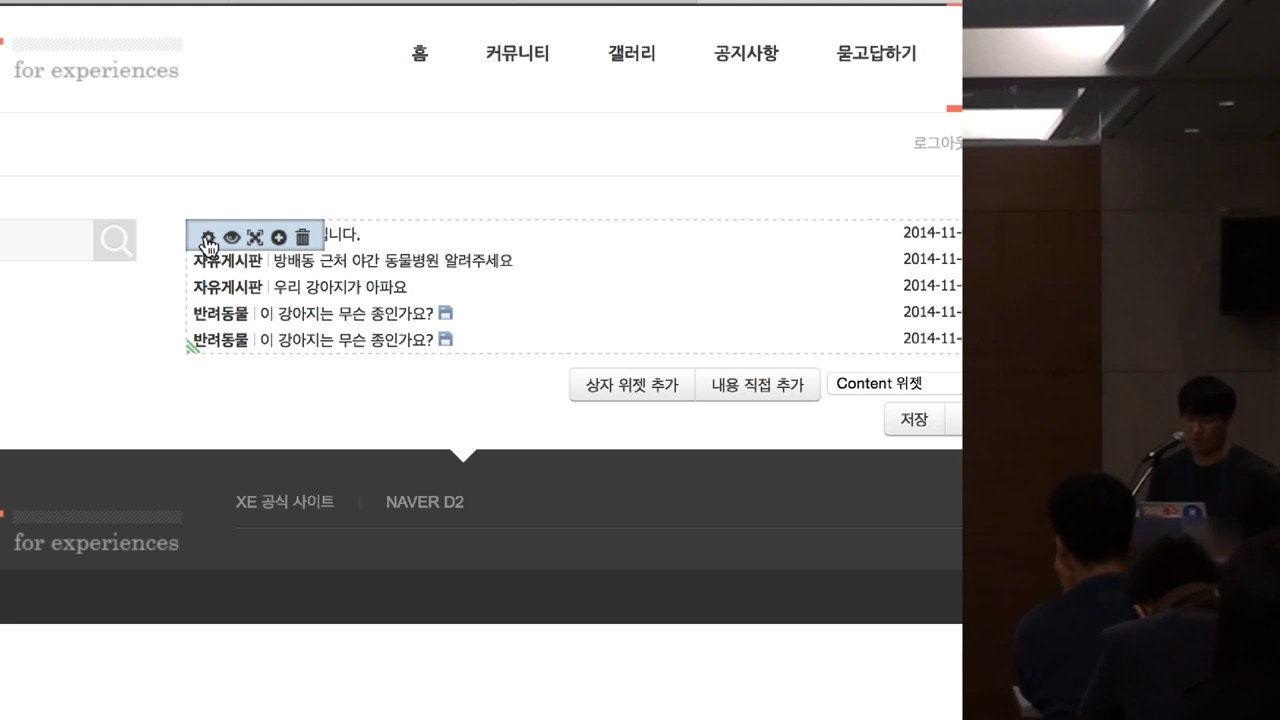 for experiences
홈 커뮤니티 갤러리 공지사항 묻고답하기
로그아웃
니다. 2014-11-
자유게시판 방배동 근처 야간 동물병원 알려주세요 2014-11-
자유게시판 우리 강아지가 아파요 2014-11-
반려동물 이 강아지는 무슨 종인가요? 2014-11-
반려동물 이 강아지는 무슨 종인가요? 2014-11-
상자 위젯 추가 내용 직접 추가 Content 위젯
저장
XE 공식 사이트 NAVER D2
for experiences